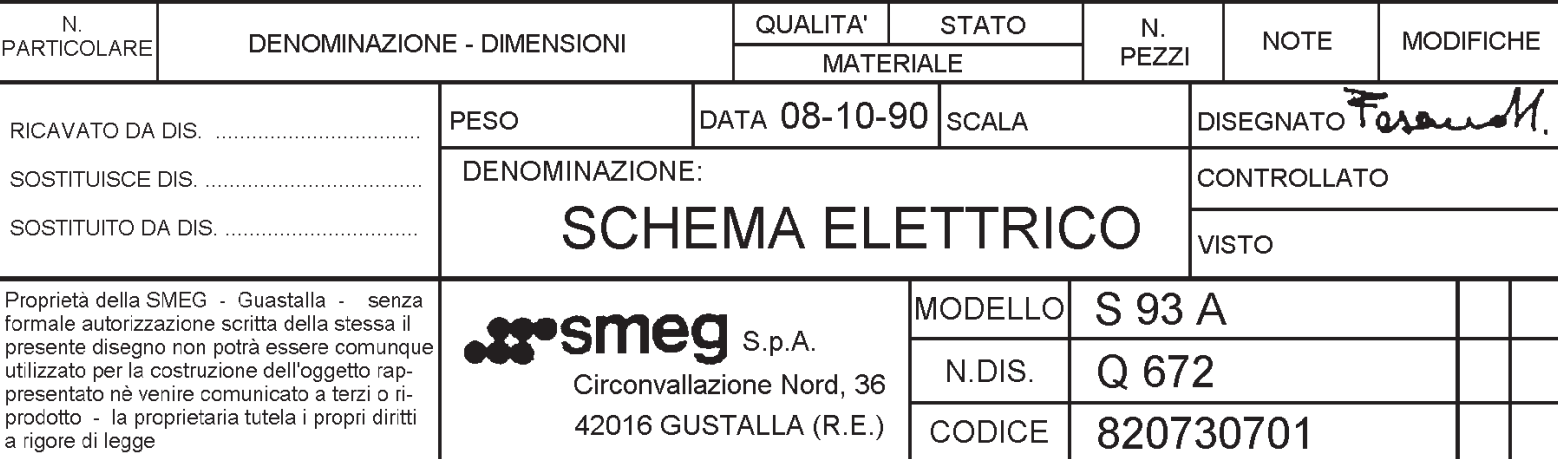 N. PARTICOLARE
DENOMINAZIONE - DIMENSIONI
QUALITA'
STATO
MATERIALE
N. PEZZI
NOTE
MODIFICHE
RICAVATO DA DIS. ..................................
SOSTITUISCE DIS. ....................................
SOSTITUITO DA DIS. ................................
PESO
DATA 08-10-90
SCALA
DISEGNATO
DENOMINAZIONE:
SCHEMA ELETTRICO
CONTROLLATO
VISTO
Proprietà della SMEG - Guastalla - senza
formale autorizzazione scritta della stessa il
presente disegno non potrà essere comunque
utilizzato per la costruzione dell'oggetto rap-
presentato nè venire comunicato a terzi o ri-
prodotto - la proprietaria tutela i propri diritti
a rigore di legge
smeg S.p.A.
Circonvallazione Nord, 36
42016 GUSTALLA (R.E.)
MODELLO S 93 A
N.DIS. Q 672
CODICE 820730701